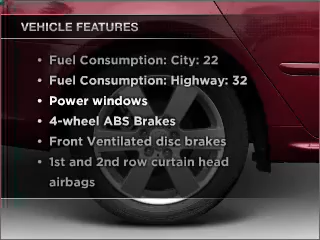 VEHICLE FEATURES
• Fuel Consumption: City: 22
• Fuel Consumption: Highway: 32
• Power windows
• 4-wheel ABS Brakes
• Front Ventilated disc brakes
• 1st and 2nd row curtain head
airbags